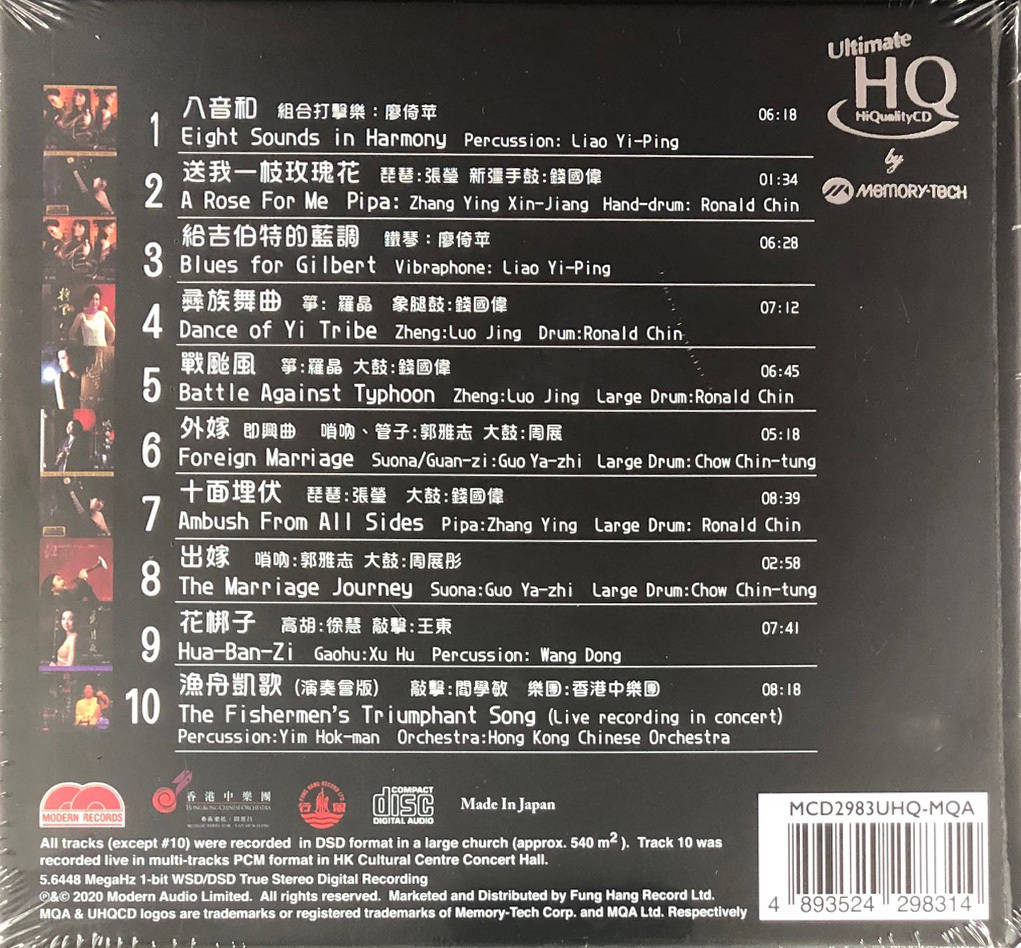 Ultimate
HQ
HiQualityCD
by
MEMORY-TECH
1 八音和 組合打擊樂：廖倚苹 06:18
Eight Sounds in Harmony Percussion: Liao Yi-Ping
2 送我一枝玫瑰花 琵琶:張瑩 新疆手鼓:錢國偉 01:34
A Rose For Me Pipa: Zhang Ying Xin-Jiang Hand-drum: Ronald Chin
3 給吉伯特的藍調 鐵琴：廖倚苹 06:28
Blues for Gilbert Vibraphone: Liao Yi-Ping
4 彝族舞曲 箏: 羅晶 象腿鼓:錢國偉 07:12
Dance of Yi Tribe Zheng:Luo Jing Drum:Ronald Chin
5 戰颱風 箏:羅晶 大鼓:錢國偉 06:45
Battle Against Typhoon Zheng:Luo Jing Large Drum:Ronald Chin
6 外嫁 即興曲 嗩吶、管子:郭雅志 大鼓:周展 05:18
Foreign Marriage Suona/Guan-zi:Guo Ya-zhi Large Drum:Chow Chin-tung
7 十面埋伏 琵琶:張瑩 大鼓:錢國偉 08:39
Ambush From All Sides Pipa:Zhang Ying Large Drum: Ronald Chin
8 出嫁 嗩吶:郭雅志 大鼓:周展彤 02:58
The Marriage Journey Suona:Guo Ya-zhi Large Drum:Chow Chin-tung
9 花梆子 高胡:徐慧 敲擊:王東 07:41
Hua-Ban-Zi Gaohu:Xu Hu Percussion: Wang Dong
10 漁舟凱歌 (演奏會版) 敲擊:閻學敏 樂團:香港中樂團 08:18
The Fishermen's Triumphant Song (Live recording in concert)
Percussion:Yim Hok-man Orchestra:Hong Kong Chinese Orchestra
MODERN RECORDS
香港中樂團
HONG KONG CHINESE ORCHESTRA
FUNG HANG RECORD LTD
COMPACT
disc
DIGITAL AUDIO
Made In Japan
MCD2983UHQ-MQA
4 893524 298314
All tracks (except #10) were recorded in DSD format in a large church (approx. 540 m²). Track 10 was
recorded live in multi-tracks PCM format in HK Cultural Centre Concert Hall.
5.6448 MegaHz 1-bit WSD/DSD True Stereo Digital Recording
℗&© 2020 Modern Audio Limited. All rights reserved. Marketed and Distributed by Fung Hang Record Ltd.
MQA & UHQCD logos are trademarks or registered trademarks of Memory-Tech Corp. and MQA Ltd. Respectively